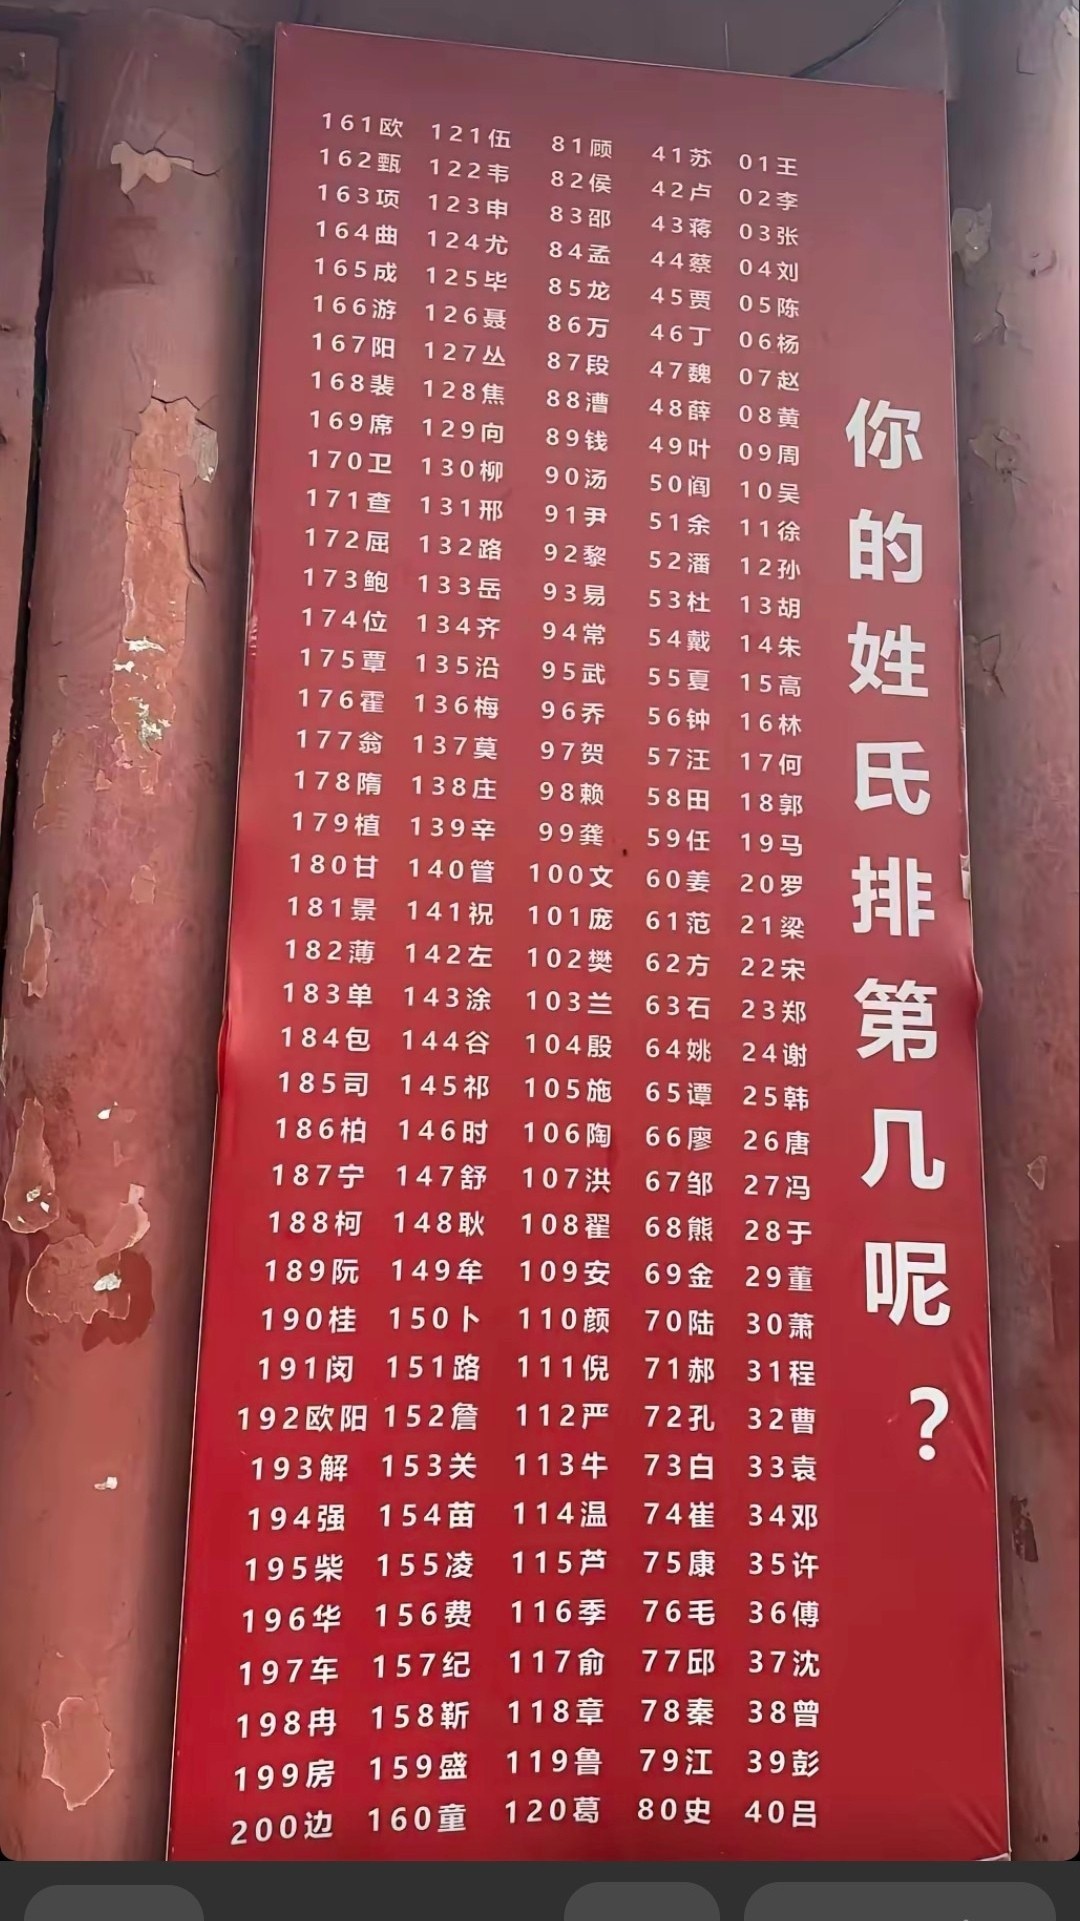 你的姓氏排第几呢？
01王
02李
03张
04刘
05陈
06杨
07赵
08黄
09周
10吴
11徐
12孙
13胡
14朱
15高
16林
17何
18郭
19马
20罗
21梁
22宋
23郑
24谢
25韩
26唐
27冯
28于
29董
30萧
31程
32曹
33袁
34邓
35许
36傅
37沈
38曾
39彭
40吕
41苏
42卢
43蒋
44蔡
45贾
46丁
47魏
48薛
49叶
50阎
51余
52潘
53杜
54戴
55夏
56钟
57汪
58田
59任
60姜
61范
62方
63石
64姚
65谭
66廖
67邹
68熊
69金
70陆
71郝
72孔
73白
74崔
75康
76毛
77邱
78秦
79江
80史
81顾
82侯
83邵
84孟
85龙
86万
87段
88漕
89钱
90汤
91尹
92黎
93易
94常
95武
96乔
97贺
98赖
99龚
100文
101庞
102樊
103兰
104殷
105施
106陶
107洪
108翟
109安
110颜
111倪
112严
113牛
114温
115芦
116季
117俞
118章
119鲁
120葛
121伍
122韦
123申
124尤
125毕
126聂
127丛
128焦
129向
130柳
131邢
132路
133岳
134齐
135沿
136梅
137莫
138庄
139辛
140管
141祝
142左
143涂
144谷
145祁
146时
147舒
148耿
149牟
150卜
151路
152詹
153关
154苗
155凌
156费
157纪
158靳
159盛
160童
161欧
162甄
163项
164曲
165成
166游
167阳
168裴
169席
170卫
171查
172屈
173鲍
174位
175覃
176霍
177翁
178隋
179植
180甘
181景
182薄
183单
184包
185司
186柏
187宁
188柯
189阮
190桂
191闵
192欧阳
193解
194强
195柴
196华
197车
198冉
199房
200边